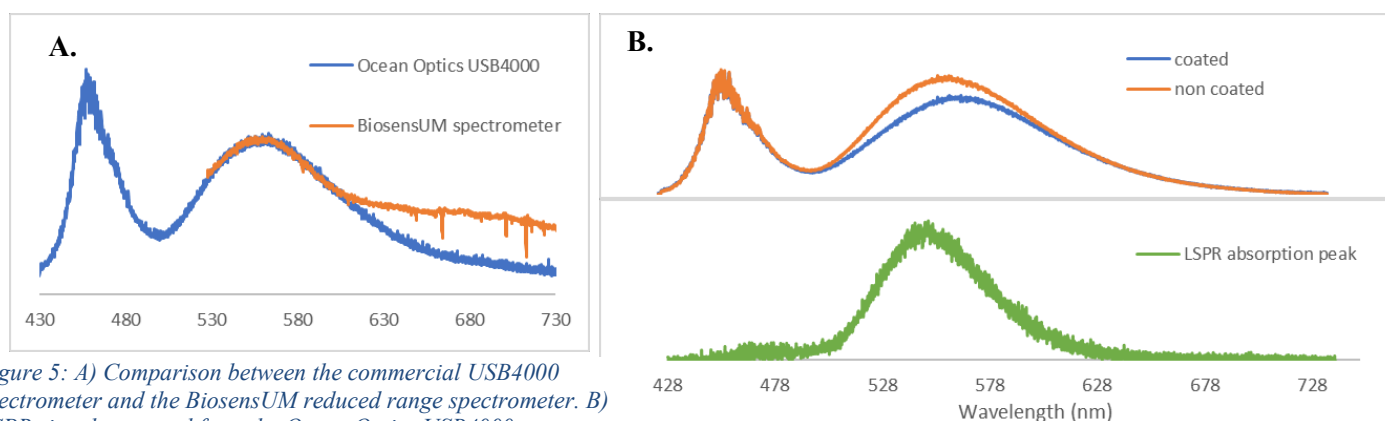 A.
Ocean Optics USB4000
BiosensUM spectrometer
430 480 530 580 630 680 730
B.
coated
non coated
LSPR absorption peak
428 478 528 578 628 678 728
Wavelength (nm)
gure 5: A) Comparison between the commercial USB4000
ectrometer and the BiosensUM reduced range spectrometer. B)